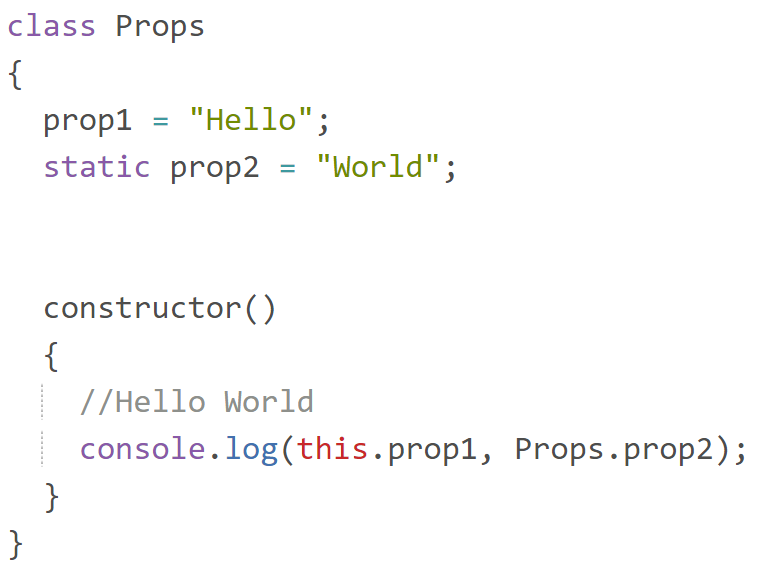 class Props
{
  prop1 = "Hello";
  static prop2 = "World";
  constructor()
  {
    //Hello World
    console.log(this.prop1, Props.prop2);
  }
}